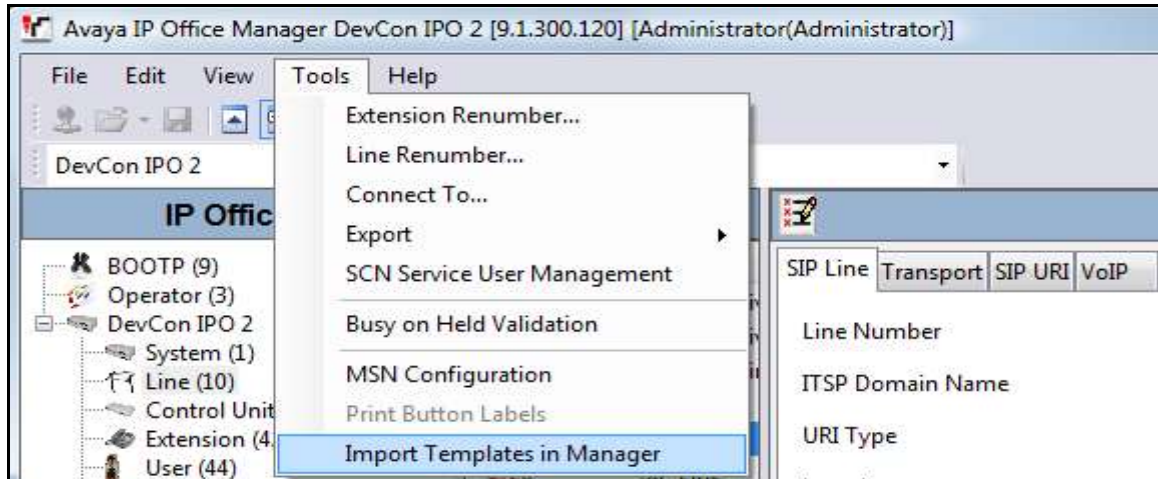 Avaya IP Office Manager DevCon IPO 2 [9.1.300.120] [Administrator(Administrator)]
File Edit View Tools Help
DevCon IPO 2
Extension Renumber...
Line Renumber...
Connect To...
Export
SCN Service User Management
Busy on Held Validation
MSN Configuration
Print Button Labels
Import Templates in Manager
IP Offic
BOOTP (9)
Operator (3)
DevCon IPO 2
System (1)
Line (10)
Control Unit
Extension (4
User (44)
SIP Line Transport SIP URI VoIP
Line Number
ITSP Domain Name
URI Type